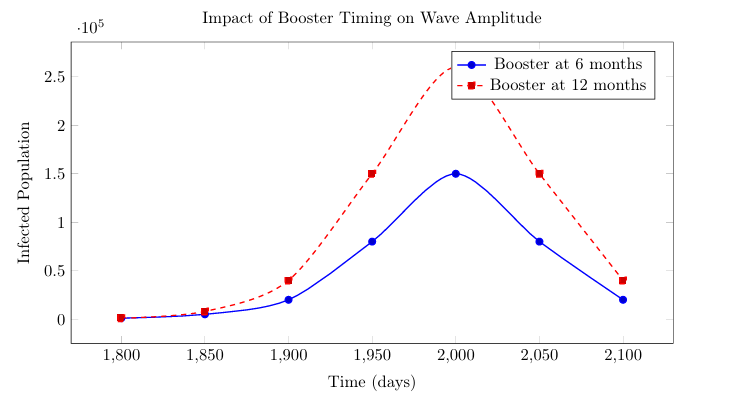 Impact of Booster Timing on Wave Amplitude
·10⁵
Booster at 6 months
Booster at 12 months
2.5
2
1.5
1
0.5
0
Infected Population
1,800 1,850 1,900 1,950 2,000 2,050 2,100
Time (days)